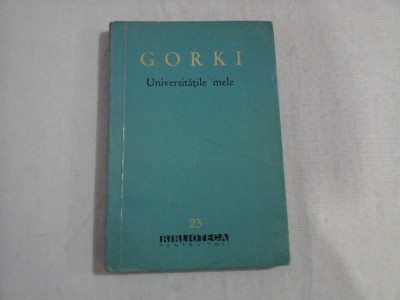 GORKI
Universitățile mele
23
BIBLIOTECA
PENTRU TOȚI